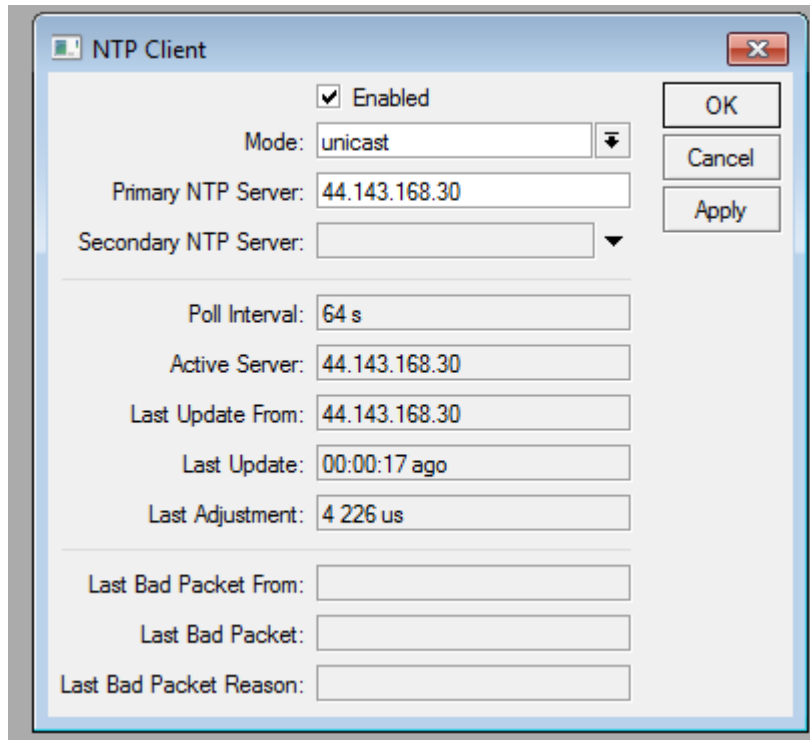 NTP Client
Enabled
OK
Mode: unicast
Cancel
Primary NTP Server: 44.143.168.30
Apply
Secondary NTP Server:
Poll Interval: 64 s
Active Server: 44.143.168.30
Last Update From: 44.143.168.30
Last Update: 00:00:17 ago
Last Adjustment: 4 226 us
Last Bad Packet From:
Last Bad Packet:
Last Bad Packet Reason: